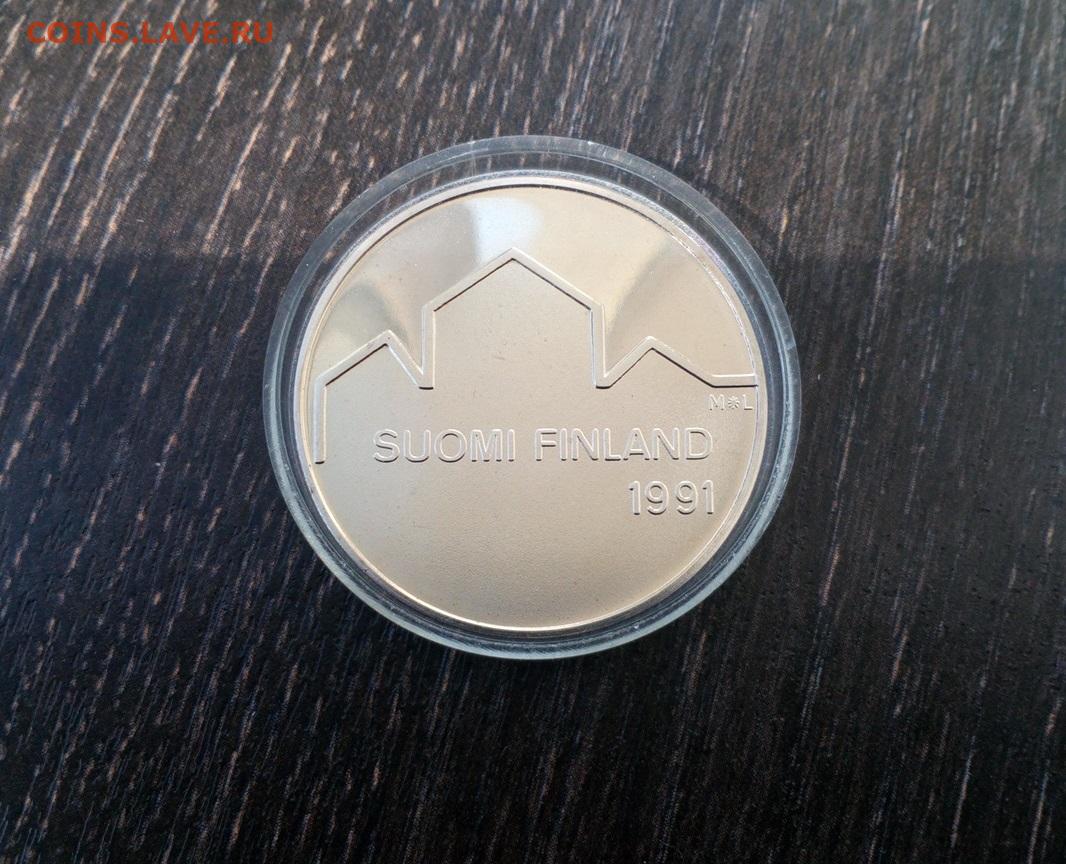 COINS.LAVE.RU
M*L
SUOMI FINLAND
1991